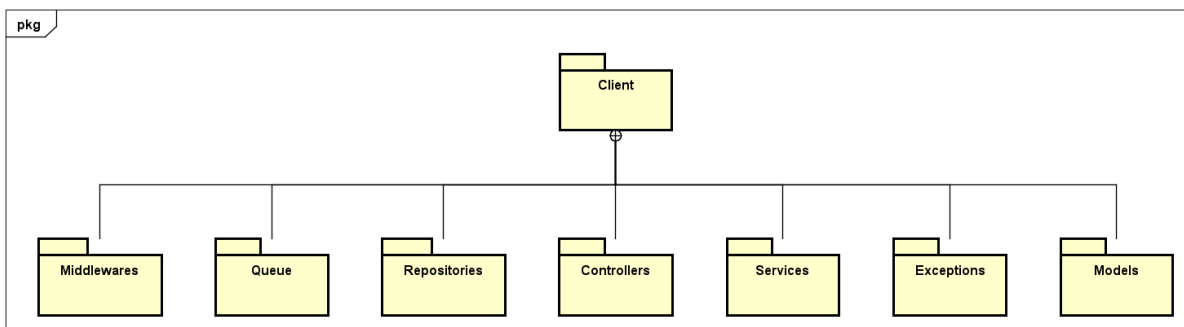 pkg
Client
Middlewares
Queue
Repositories
Controllers
Services
Exceptions
Models